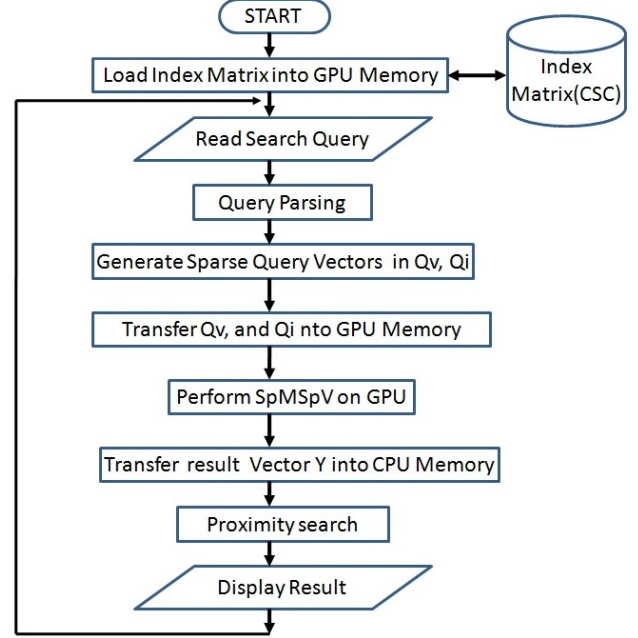 START
Load Index Matrix into GPU Memory
Index
Matrix(CSC)
Read Search Query
Query Parsing
Generate Sparse Query Vectors in Qv, Qi
Transfer Qv, and Qi nto GPU Memory
Perform SpMSpV on GPU
Transfer result Vector Y into CPU Memory
Proximity search
Display Result